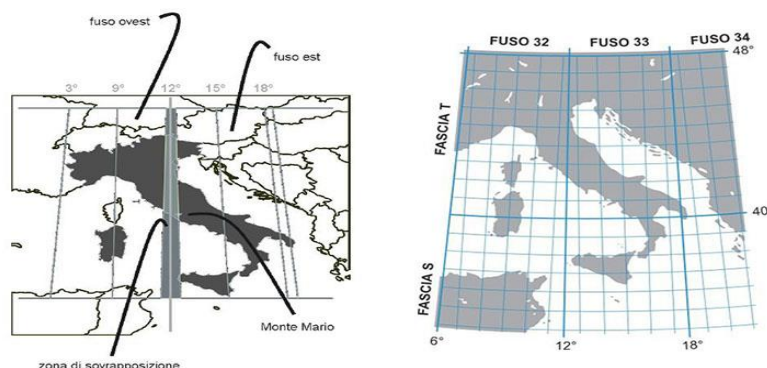 fuso ovest
fuso est
3° 9° 12° 15° 18°
Monte Mario
zona di sovrapposizione
FUSO 32 FUSO 33 FUSO 34
48°
FASCIA T
40
FASCIA S
6° 12° 18°